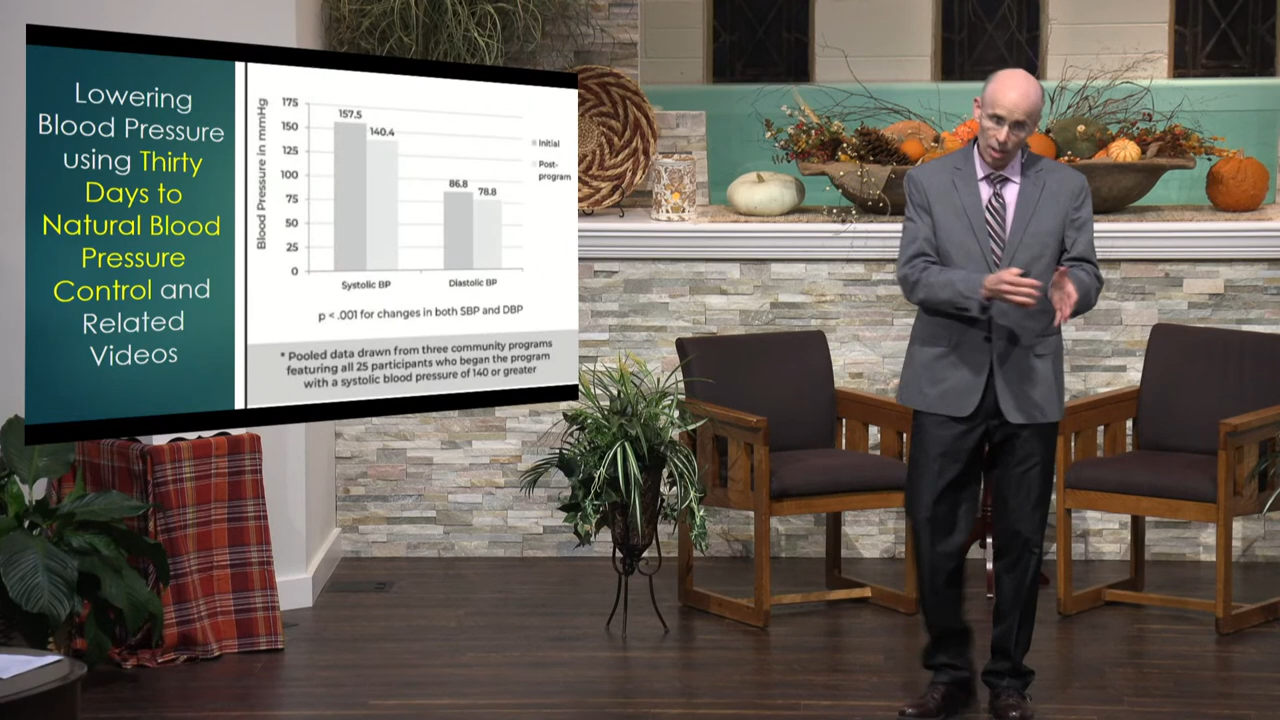 Lowering
Blood Pressure
using Thirty
Days to
Natural Blood
Pressure
Control and
Related
Videos
Blood Pressure in mmHg
175
150
125
100
75
50
25
0
157.5
140.4
86.8
78.8
Systolic BP
Diastolic BP
Initial
Post-
program
p < .001 for changes in both SBP and DBP
* Pooled data drawn from three community programs
featuring all 25 participants who began the program
with a systolic blood pressure of 140 or greater